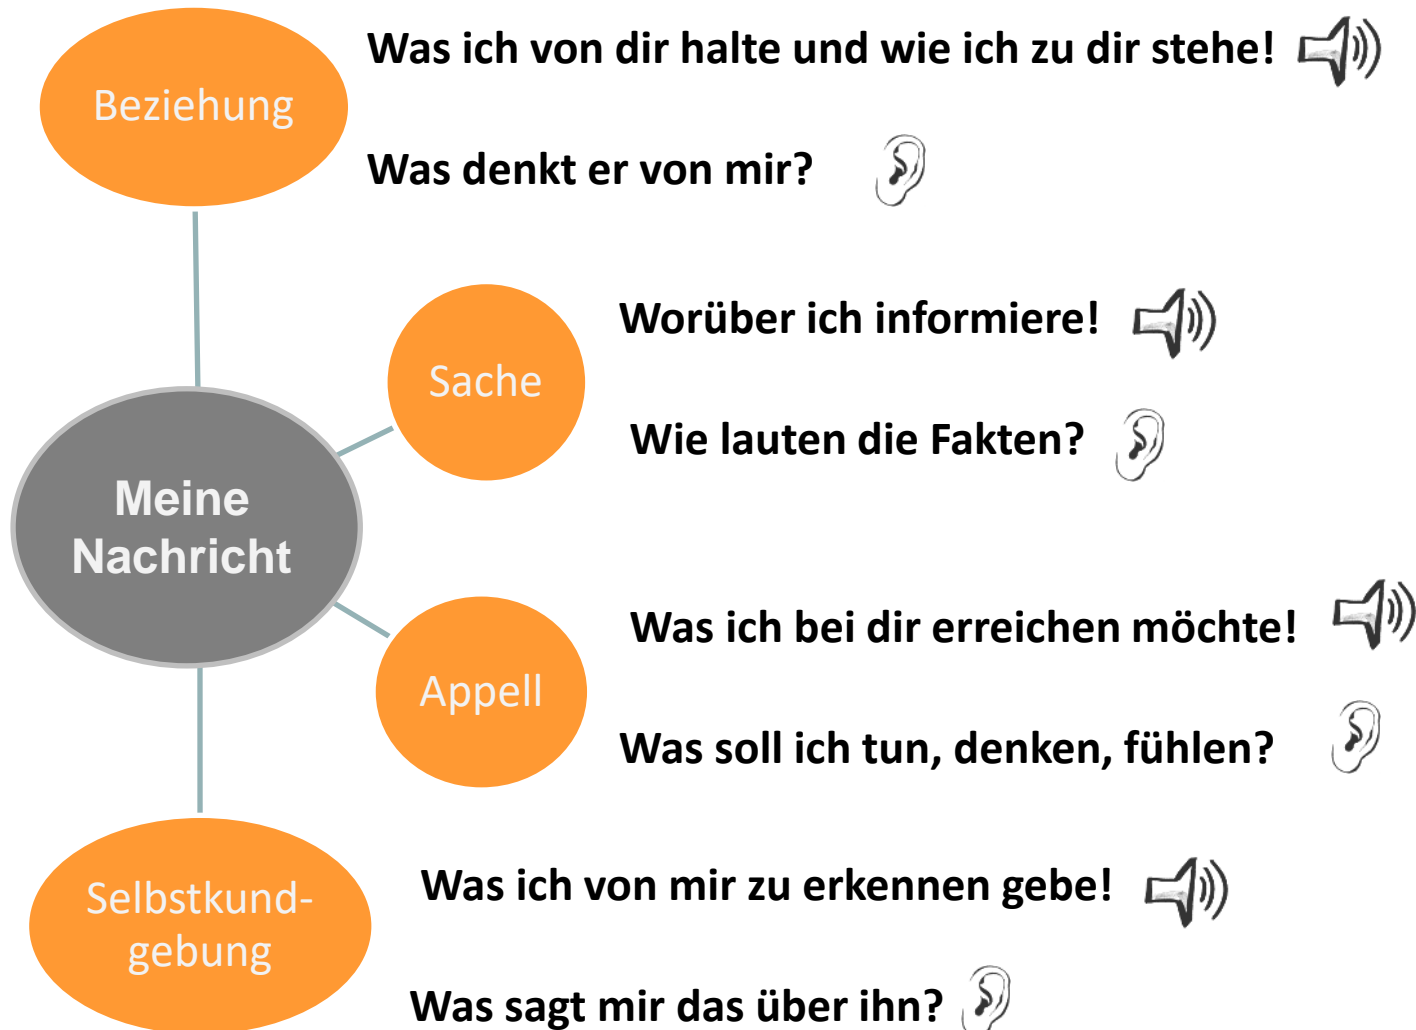 Was ich von dir halte und wie ich zu dir stehe!
Beziehung
Was denkt er von mir?
Worüber ich informiere!
Sache
Wie lauten die Fakten?
Meine
Nachricht
Was ich bei dir erreichen möchte!
Appell
Was soll ich tun, denken, fühlen?
Was ich von mir zu erkennen gebe!
Selbstkund-
gebung
Was sagt mir das über ihn?